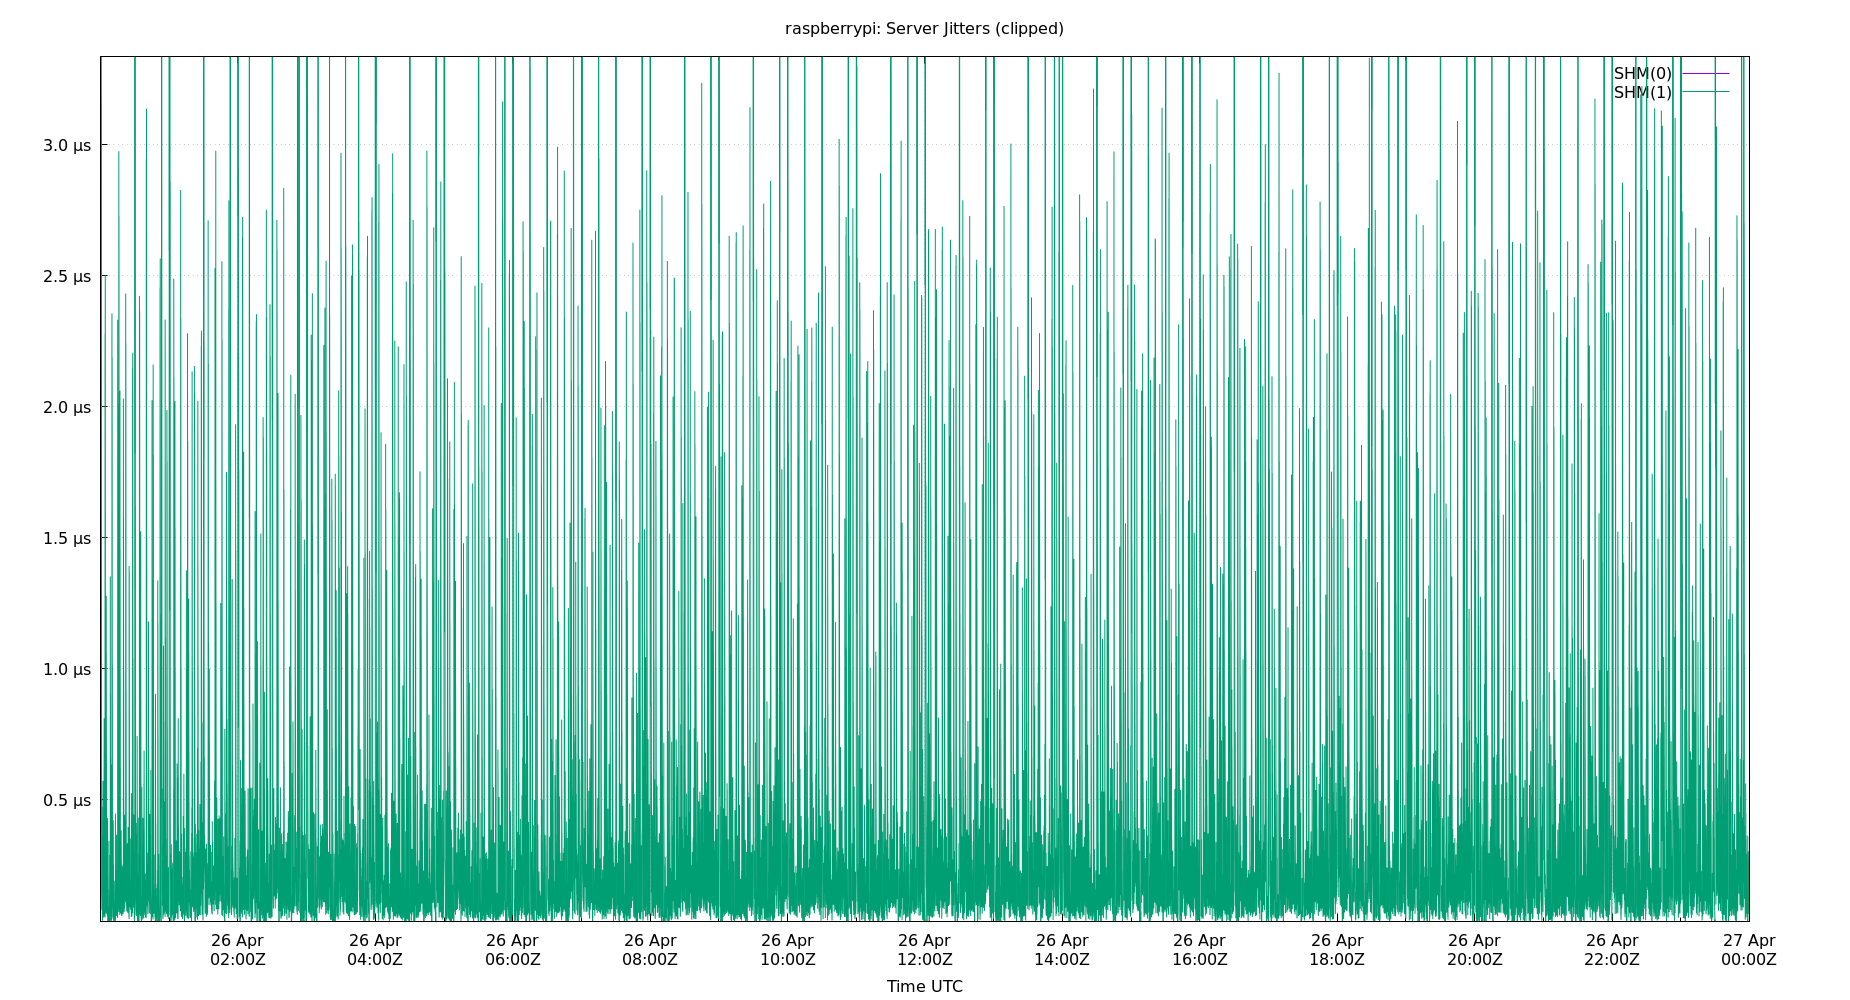 raspberrypi: Server Jitters (clipped)
SHM(0)
SHM(1)
3.0 µs
2.5 µs
2.0 µs
1.5 µs
1.0 µs
0.5 µs
26 Apr 26 Apr 26 Apr 26 Apr 26 Apr 26 Apr 26 Apr 26 Apr 26 Apr 26 Apr 26 Apr 27 Apr
02:00Z 04:00Z 06:00Z 08:00Z 10:00Z 12:00Z 14:00Z 16:00Z 18:00Z 20:00Z 22:00Z 00:00Z
Time UTC